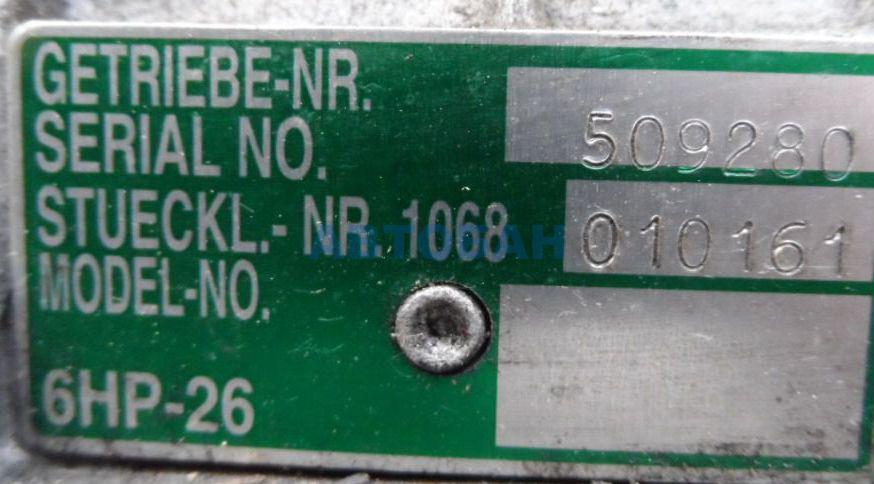 GETRIEBE-NR.
SERIAL NO. 509280
STUECKL.- NR. 1068 010161
MODEL-NO.
6HP-26